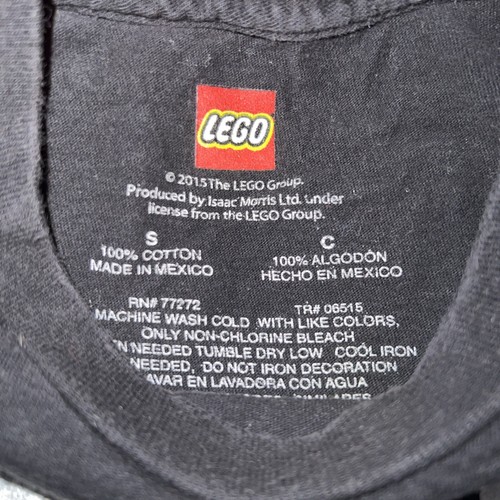 LEGO
© 2015 The LEGO Group.
Produced by Isaac Morris Ltd. under
license from the LEGO Group.
S C
100% COTTON 100% ALGODÓN
MADE IN MEXICO HECHO EN MEXICO
RN# 77272 TR# 06515
MACHINE WASH COLD WITH LIKE COLORS,
ONLY NON-CHLORINE BLEACH
NEEDED TUMBLE DRY LOW COOL IRON
NEEDED, DO NOT IRON DECORATION
AVAR EN LAVADORA CON AGUA